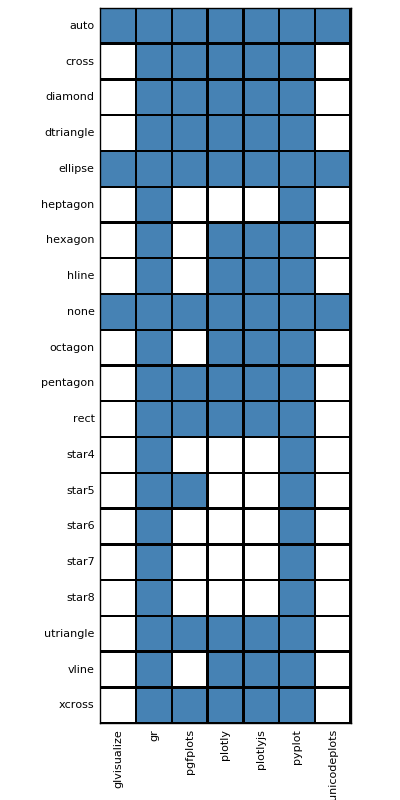 auto
cross
diamond
dtriangle
ellipse
heptagon
hexagon
hline
none
octagon
pentagon
rect
star4
star5
star6
star7
star8
utriangle
vline
xcross
glvisualize
gr
pgfplots
plotly
plotlyjs
pyplot
unicodeplots